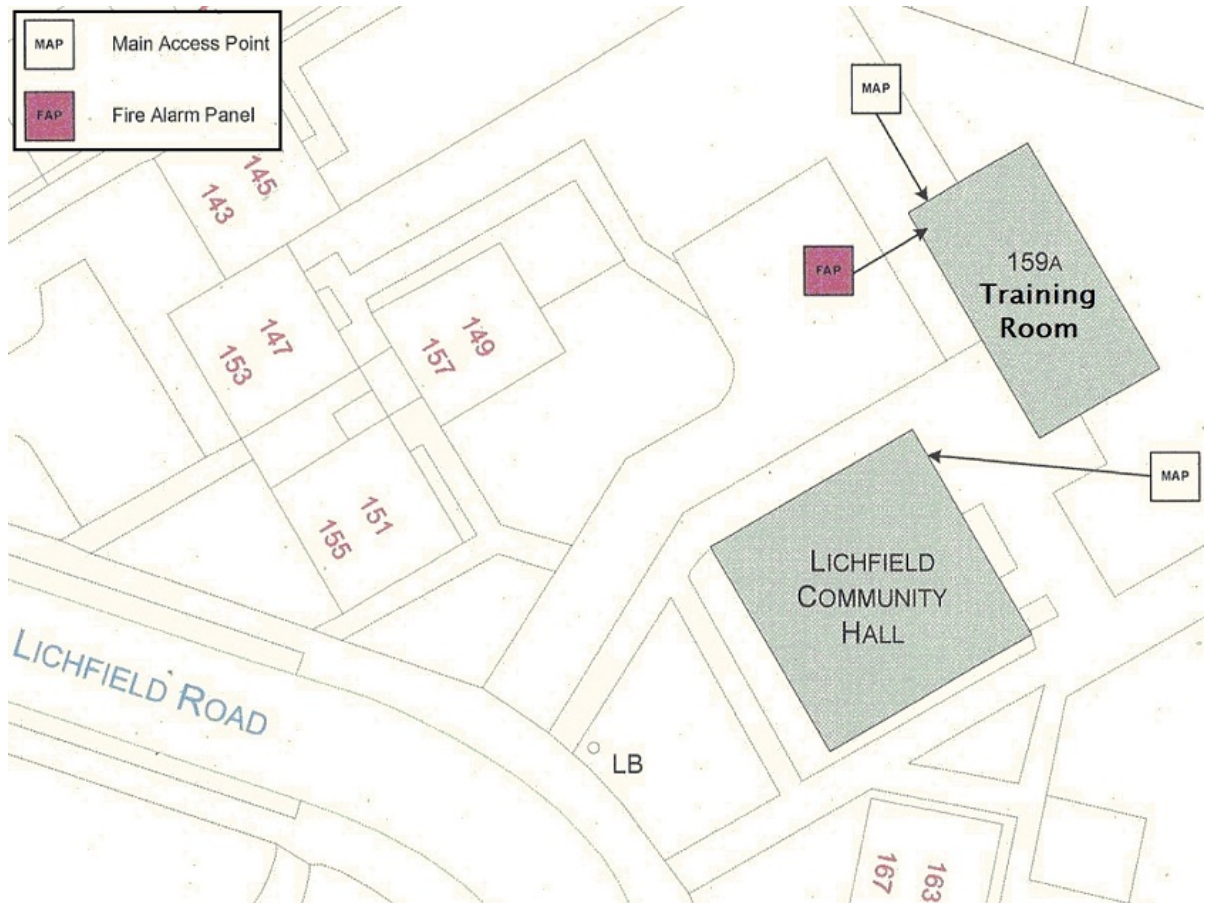 MAP Main Access Point
FAP Fire Alarm Panel
MAP
145
143
FAP
159A
Training
Room
147
149
153
157
MAP
151
155
LICHFIELD
COMMUNITY
HALL
LICHFIELD ROAD
LB
167
163